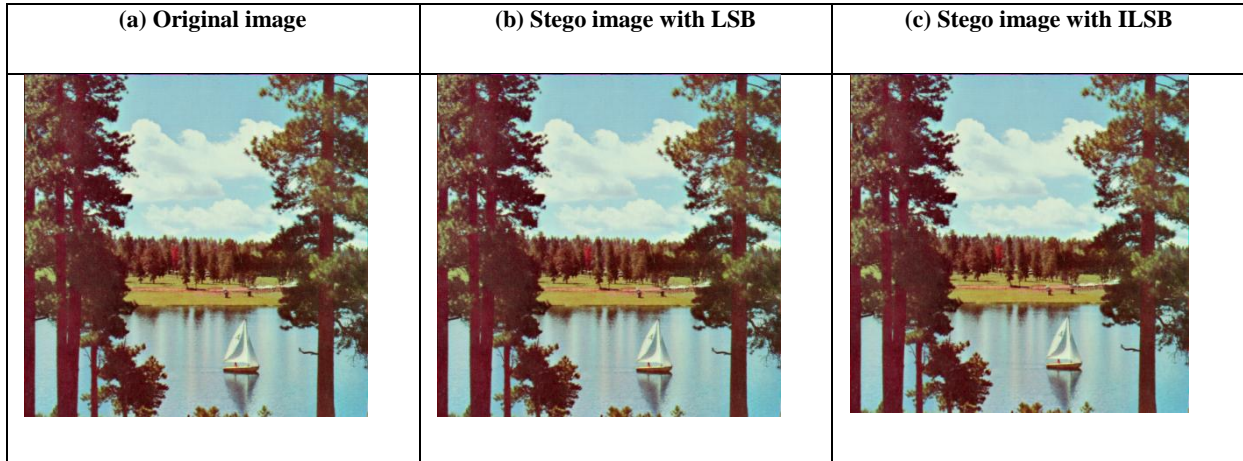 (a) Original image
(b) Stego image with LSB
(c) Stego image with ILSB